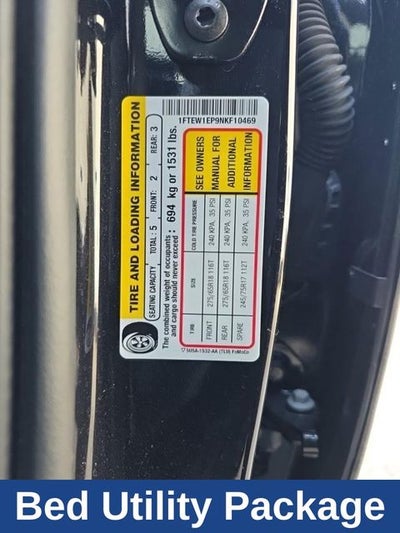 1FTEW1EP9NKF10469
TIRE AND LOADING INFORMATION
SEATING CAPACITY TOTAL: 5 FRONT: 2 REAR: 3
The combined weight of occupants
and cargo should never exceed : 694 kg or 1531 lbs.
TIRE SIZE COLD TIRE PRESSURE
FRONT 275/65R18 116T 240 KPA, 35 PSI
REAR 275/65R18 116T 240 KPA, 35 PSI
SPARE 245/75R17 112T 240 KPA, 35 PSI
SEE OWNERS
MANUAL FOR
ADDITIONAL
INFORMATION
Bed Utility Package